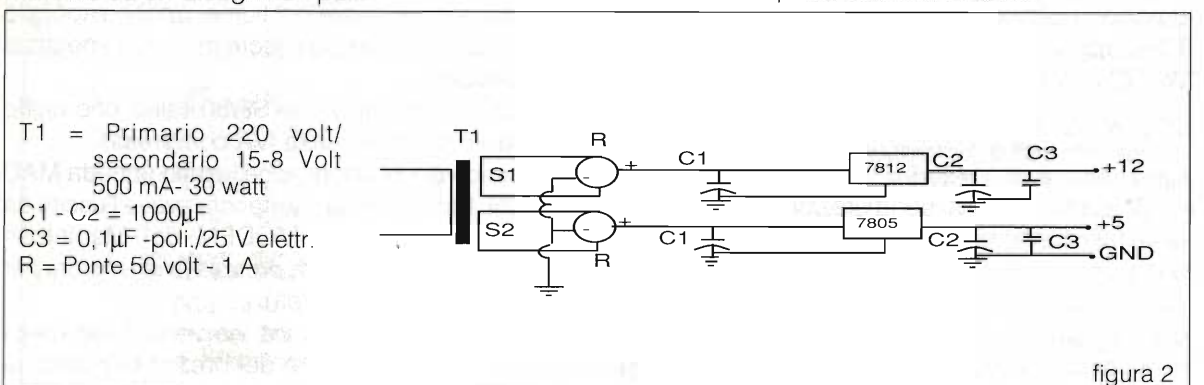 T1 = Primario 220 volt/
secondario 15-8 Volt
500 mA- 30 watt
C1 - C2 = 1000µF
C3 = 0,1µF -poli./25 V elettr.
R = Ponte 50 volt - 1 A
T1
R
S1
+
-
C1
7812
C2
C3
+12
S2
+
-
R
C1
7805
C2
C3
+5
GND
figura 2